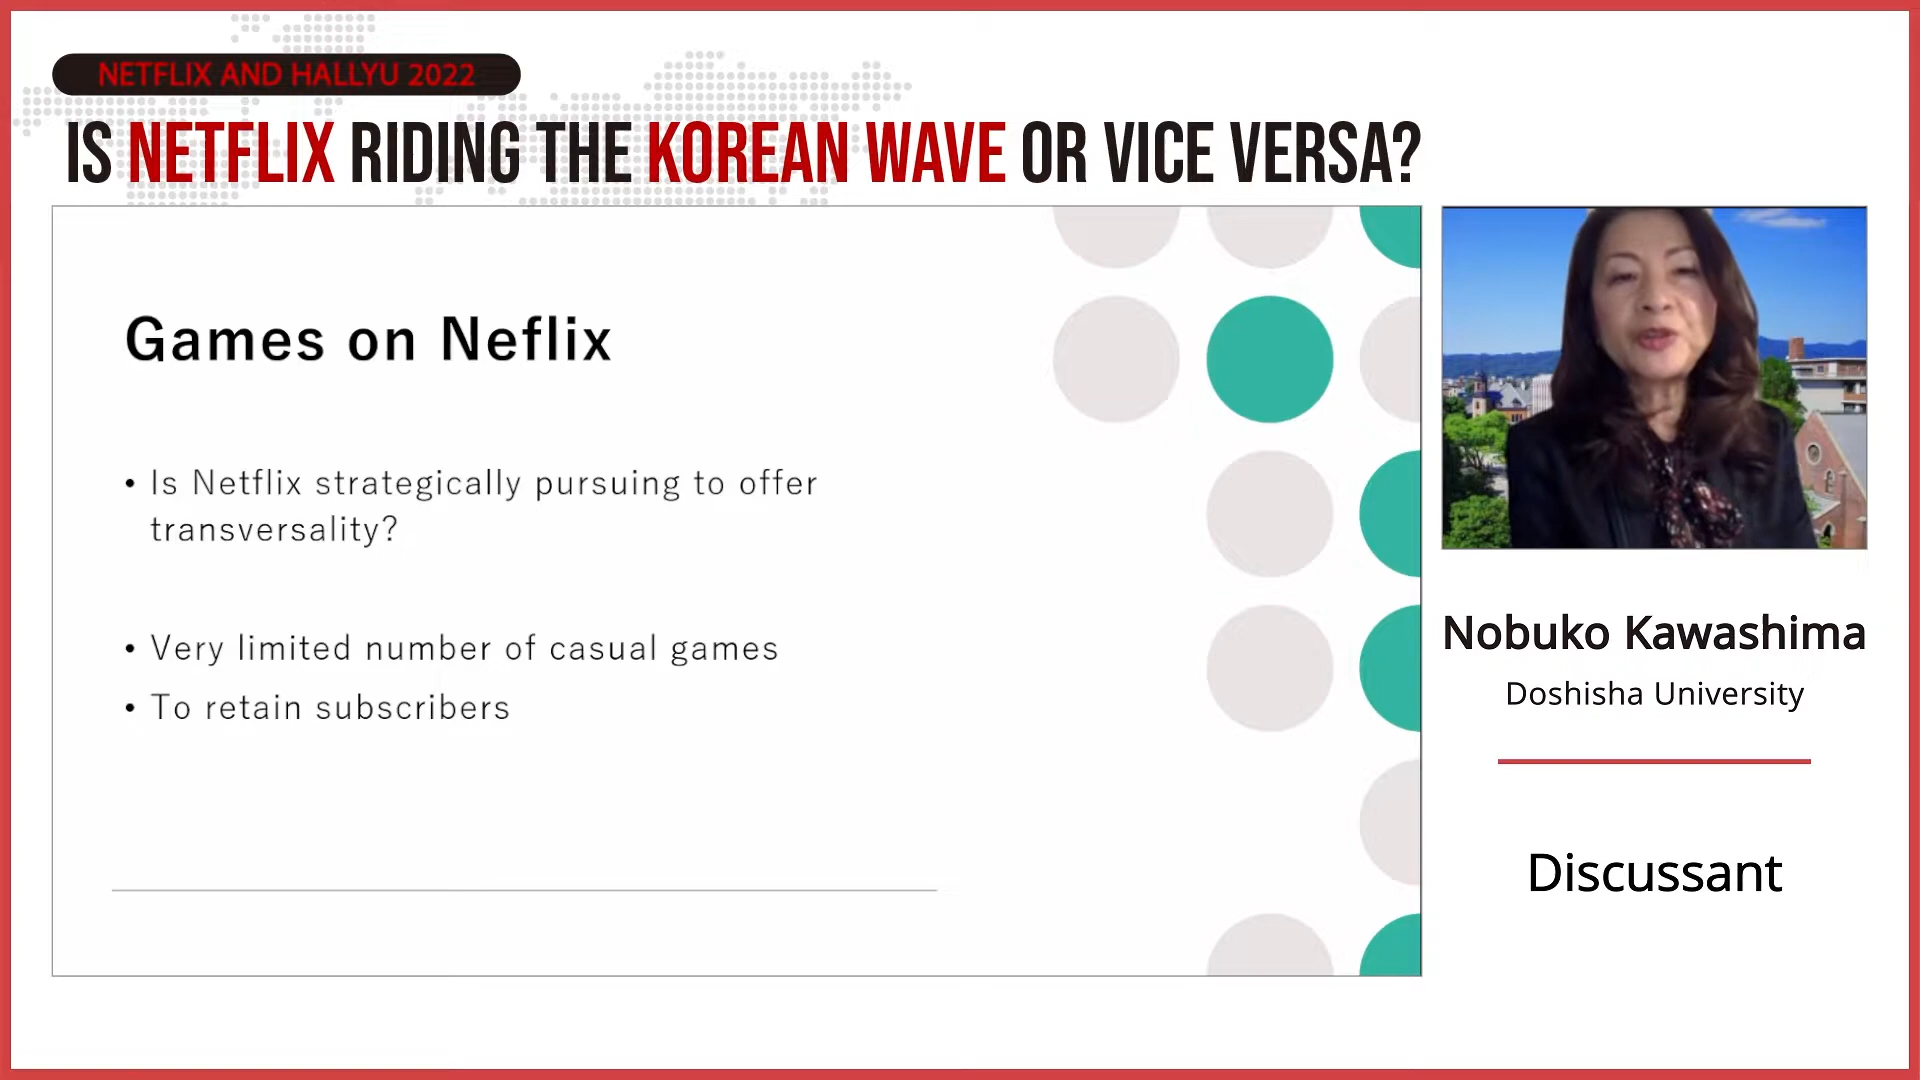 NETFLIX AND HALLYU 2022
IS NETFLIX RIDING THE KOREAN WAVE OR VICE VERSA?
Games on Neflix
• Is Netflix strategically pursuing to offer
transversality?
• Very limited number of casual games
• To retain subscribers
Nobuko Kawashima
Doshisha University
Discussant